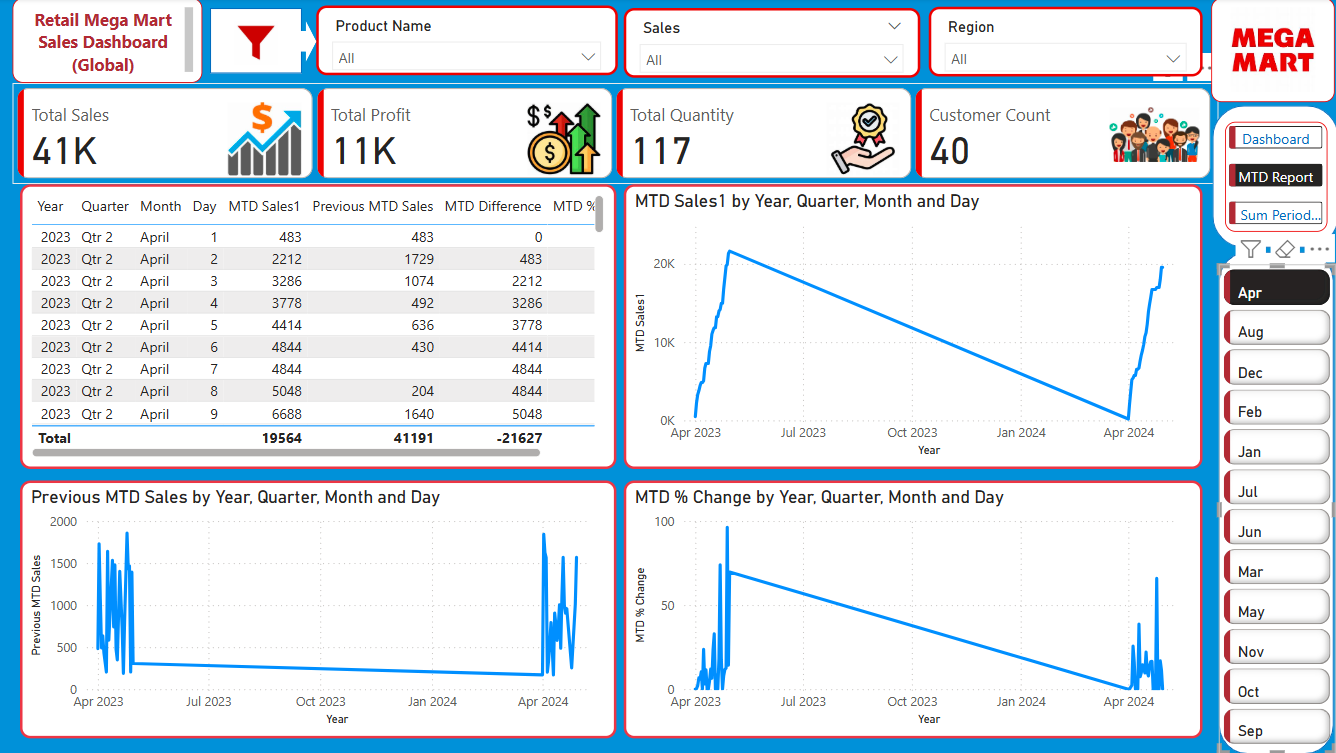 Retail Mega Mart
Sales Dashboard
(Global)
Product Name
All
Sales
All
Region
All
MEGA
MART
Total Sales
41K
Total Profit
11K
Total Quantity
117
Customer Count
40
Dashboard
MTD Report
Sum Period...
Year Quarter Month Day MTD Sales1 Previous MTD Sales MTD Difference MTD %
2023 Qtr 2 April 1 483 483 0
2023 Qtr 2 April 2 2212 1729 483
2023 Qtr 2 April 3 3286 1074 2212
2023 Qtr 2 April 4 3778 492 3286
2023 Qtr 2 April 5 4414 636 3778
2023 Qtr 2 April 6 4844 430 4414
2023 Qtr 2 April 7 4844 4844
2023 Qtr 2 April 8 5048 204 4844
2023 Qtr 2 April 9 6688 1640 5048
Total 19564 41191 -21627
MTD Sales1 by Year, Quarter, Month and Day
MTD Sales1
20K
10K
0K
Apr 2023 Jul 2023 Oct 2023 Jan 2024 Apr 2024
Year
Previous MTD Sales by Year, Quarter, Month and Day
Previous MTD Sales
2000
1500
1000
500
0
Apr 2023 Jul 2023 Oct 2023 Jan 2024 Apr 2024
Year
MTD % Change by Year, Quarter, Month and Day
MTD % Change
100
50
0
Apr 2023 Jul 2023 Oct 2023 Jan 2024 Apr 2024
Year
Apr
Aug
Dec
Feb
Jan
Jul
Jun
Mar
May
Nov
Oct
Sep